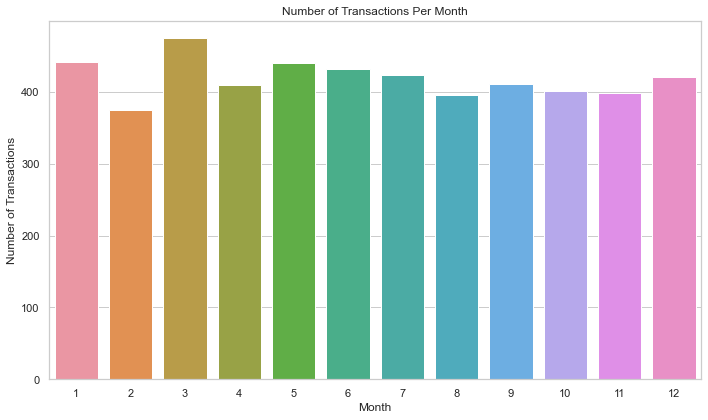 Number of Transactions Per Month
Number of Transactions
400
300
200
100
0
1 2 3 4 5 6 7 8 9 10 11 12
Month